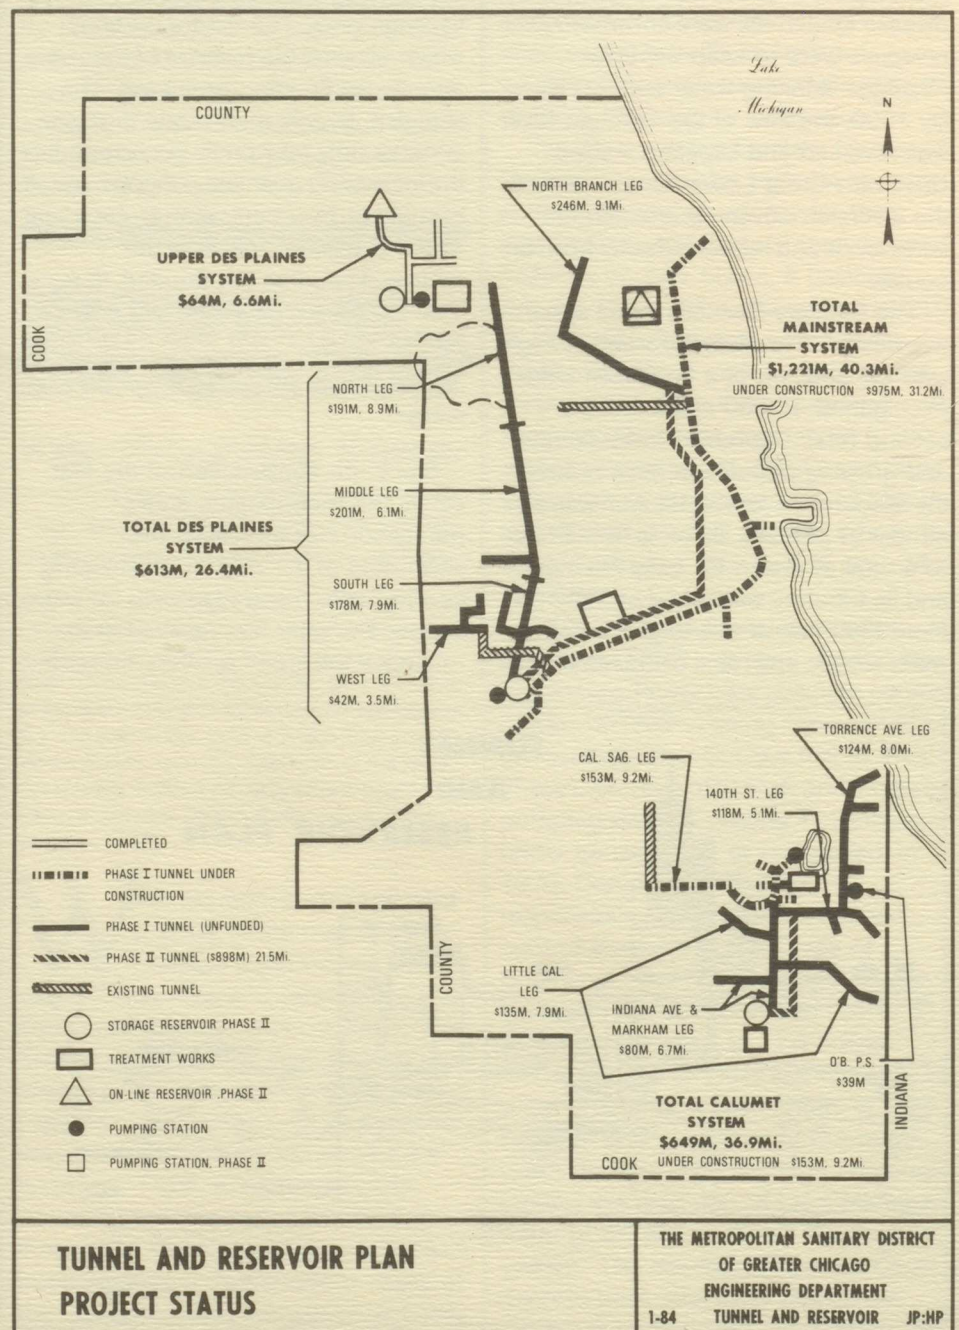 Lake
Michigan
N
COUNTY
NORTH BRANCH LEG
$246M, 9.1Mi.
UPPER DES PLAINES
SYSTEM
$64M, 6.6Mi.
COOK
TOTAL
MAINSTREAM
SYSTEM
$1,221M, 40.3Mi.
UNDER CONSTRUCTION $975M, 31.2Mi.
NORTH LEG
$191M, 8.9Mi.
MIDDLE LEG
$201M, 6.1Mi.
TOTAL DES PLAINES
SYSTEM
$613M, 26.4Mi.
SOUTH LEG
$178M, 7.9Mi.
WEST LEG
$42M, 3.5Mi.
TORRENCE AVE. LEG
$124M, 8.0Mi.
CAL. SAG. LEG
$153M, 9.2Mi.
140TH ST. LEG
$118M, 5.1Mi.
COMPLETED
PHASE I TUNNEL UNDER
CONSTRUCTION
PHASE I TUNNEL (UNFUNDED)
PHASE II TUNNEL ($898M) 21.5Mi.
EXISTING TUNNEL
STORAGE RESERVOIR PHASE II
TREATMENT WORKS
ON-LINE RESERVOIR .PHASE II
PUMPING STATION
PUMPING STATION. PHASE II
COUNTY
LITTLE CAL.
LEG
$135M, 7.9Mi.
INDIANA AVE. &
MARKHAM LEG
$80M, 6.7Mi.
O'B. P.S.
$39M
INDIANA
TOTAL CALUMET
SYSTEM
$649M, 36.9Mi.
COOK
UNDER CONSTRUCTION $153M, 9.2Mi.
TUNNEL AND RESERVOIR PLAN
PROJECT STATUS
THE METROPOLITAN SANITARY DISTRICT
OF GREATER CHICAGO
ENGINEERING DEPARTMENT
1-84 TUNNEL AND RESERVOIR JP:HP